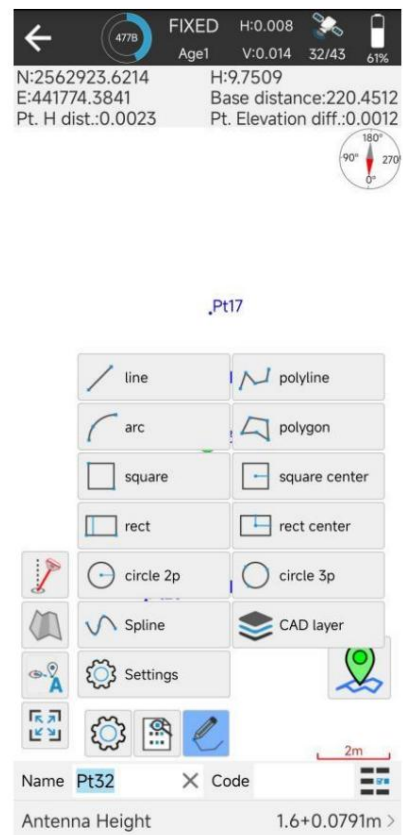 477B FIXED H:0.008
Age1 V:0.014 32/43 61%
N:2562923.6214 H:9.7509
E:441774.3841 Base distance:220.4512
Pt. H dist.:0.0023 Pt. Elevation diff.:0.0012
180°
90° 270
0°
Pt17
line polyline
arc polygon
square square center
rect rect center
circle 2p circle 3p
Spline CAD layer
Settings
A
2m
Name Pt32 Code
Antenna Height 1.6+0.0791m >